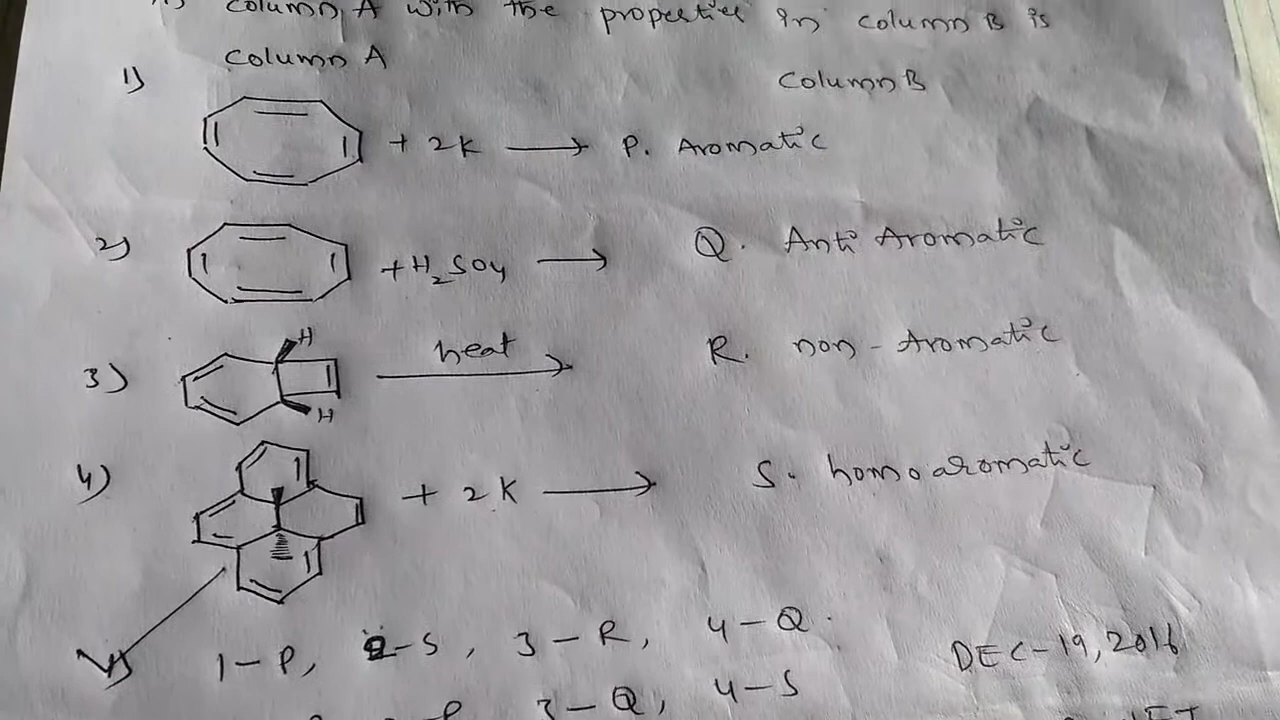 column A with the properties in column B is
Column A
Column B
1)
+ 2K → P. Aromatic
2)
+ H₂SO₄ → Q. Anti Aromatic
3) H H heat → R. non-Aromatic
4)
+ 2K → S. homoaromatic
1-P, 2-S, 3-R, 4-Q.
DEC-19, 2016
3-Q, 4-S